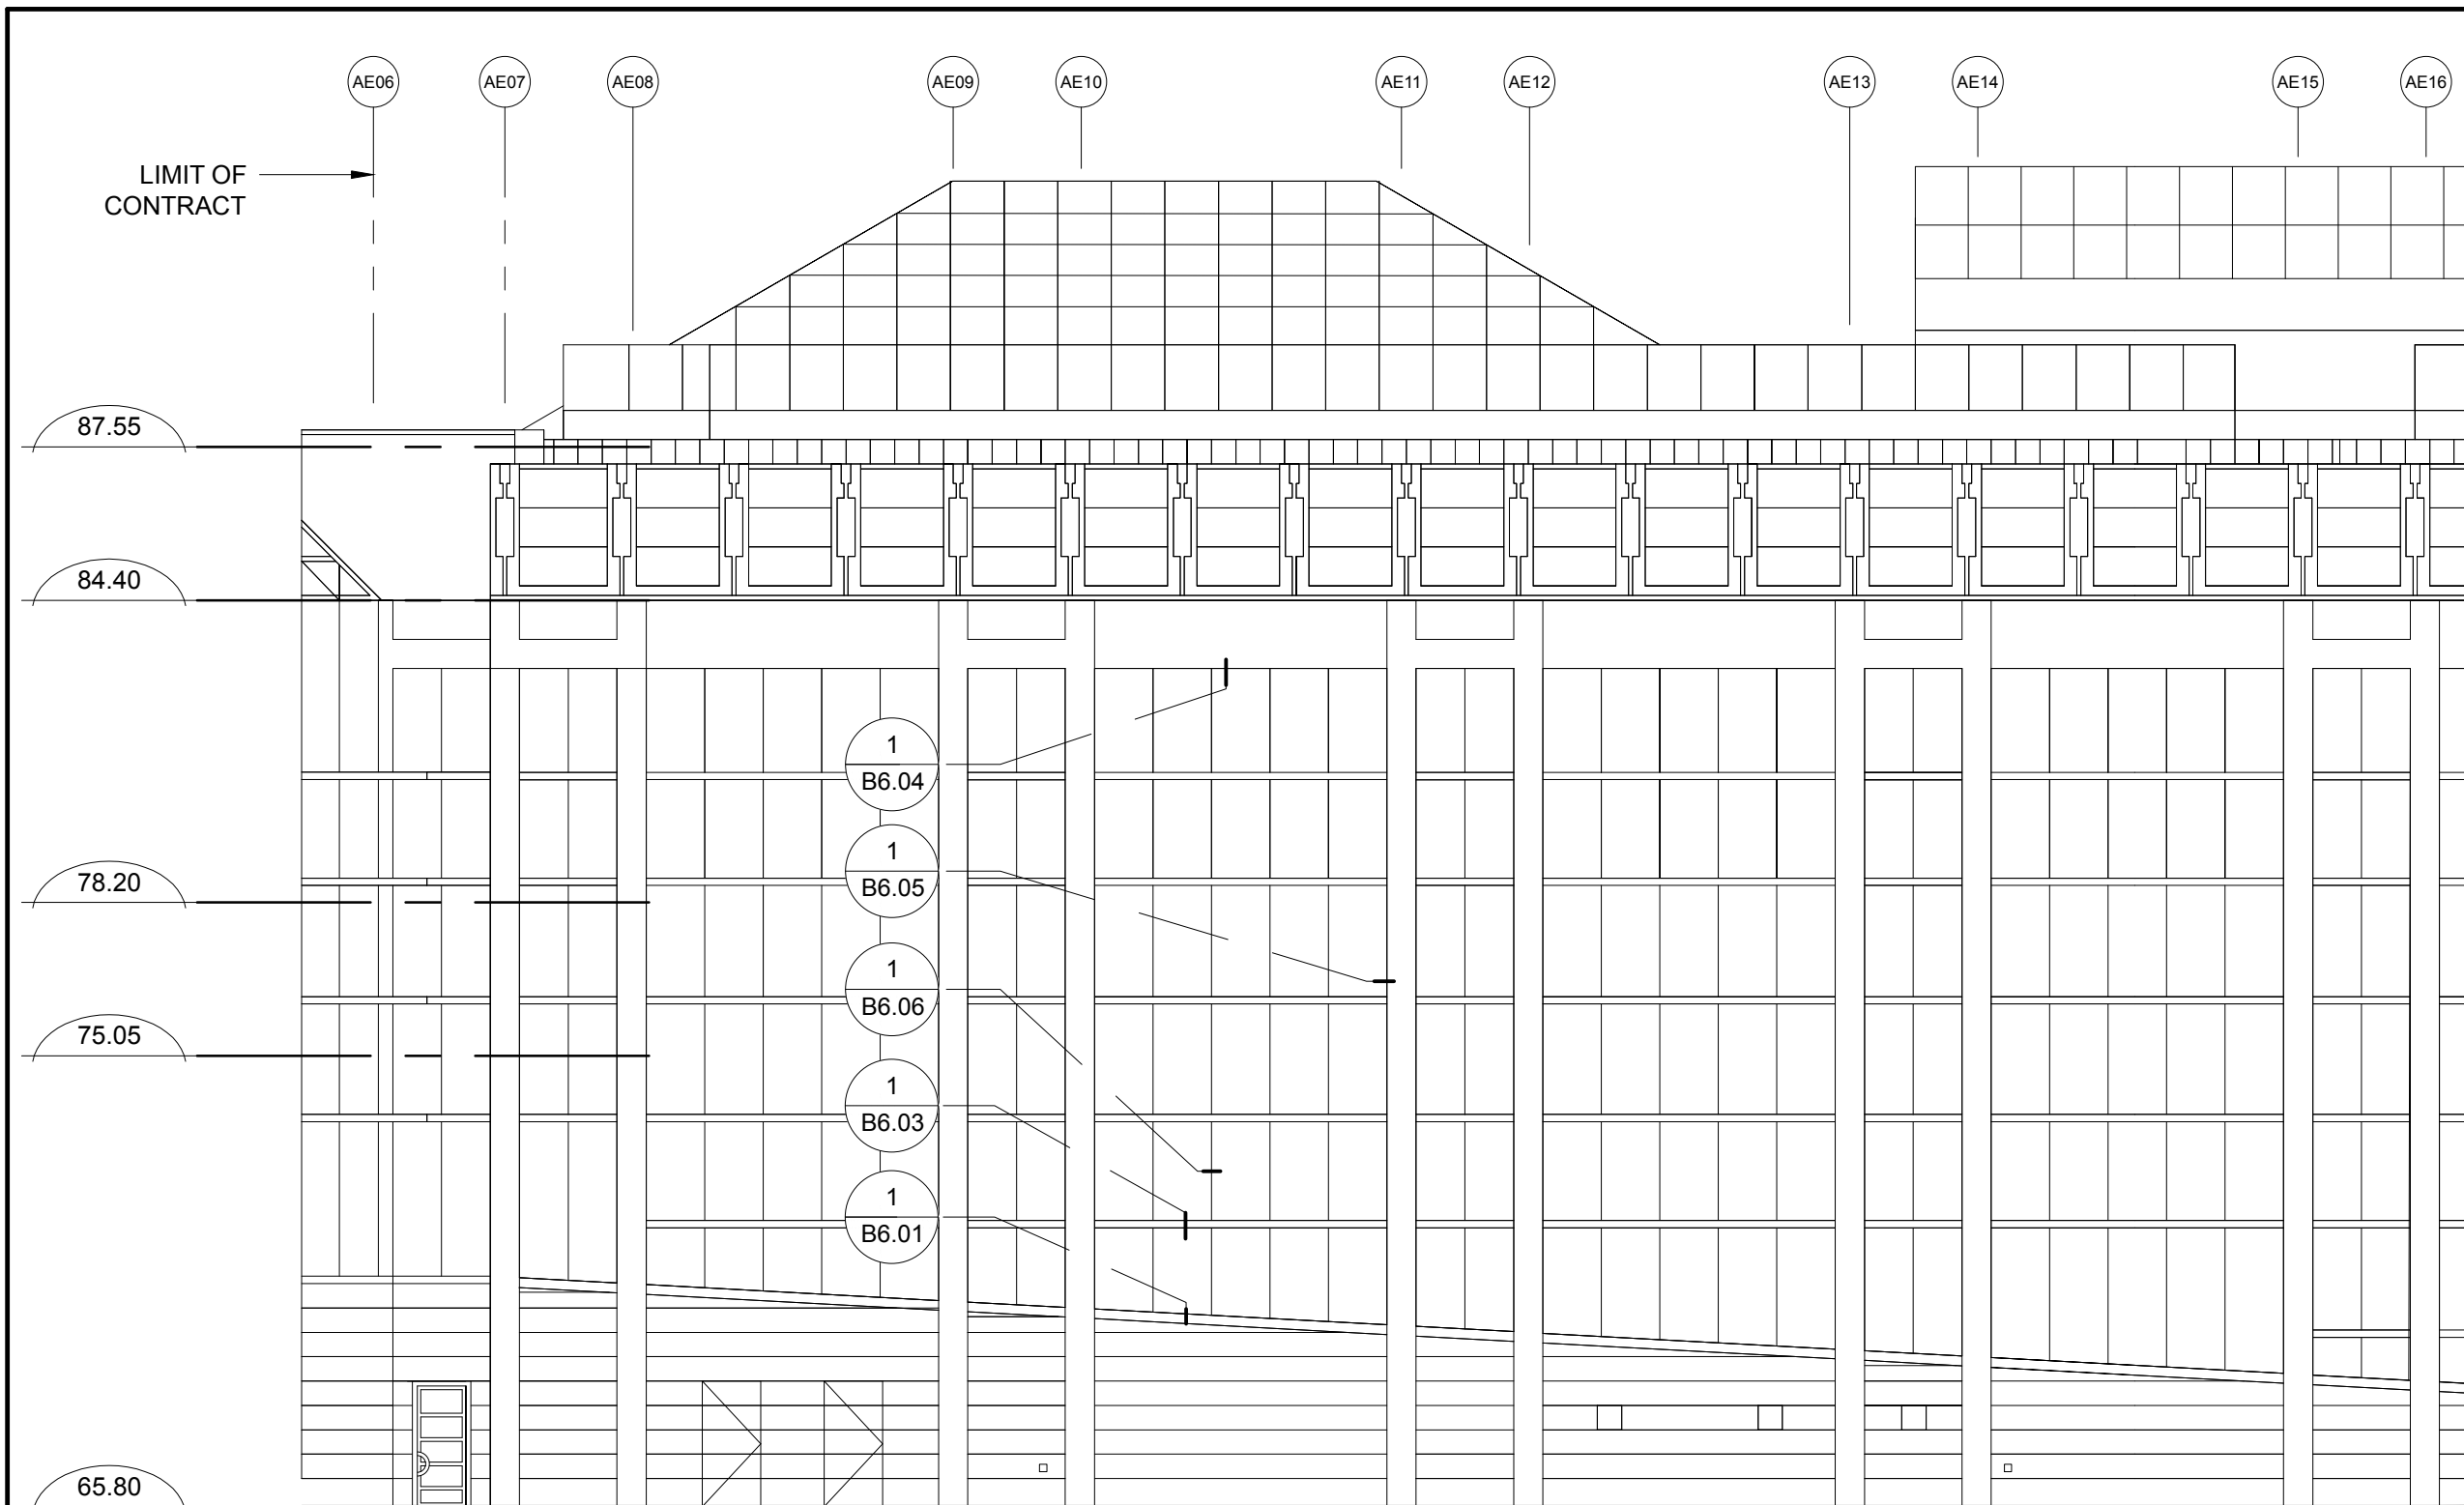 AE06
AE07
AE08
AE09
AE10
AE11
AE12
AE13
AE14
AE15
AE16
LIMIT OF
CONTRACT
87.55
84.40
1
B6.04
1
B6.05
78.20
1
B6.06
75.05
1
B6.03
1
B6.01
65.80